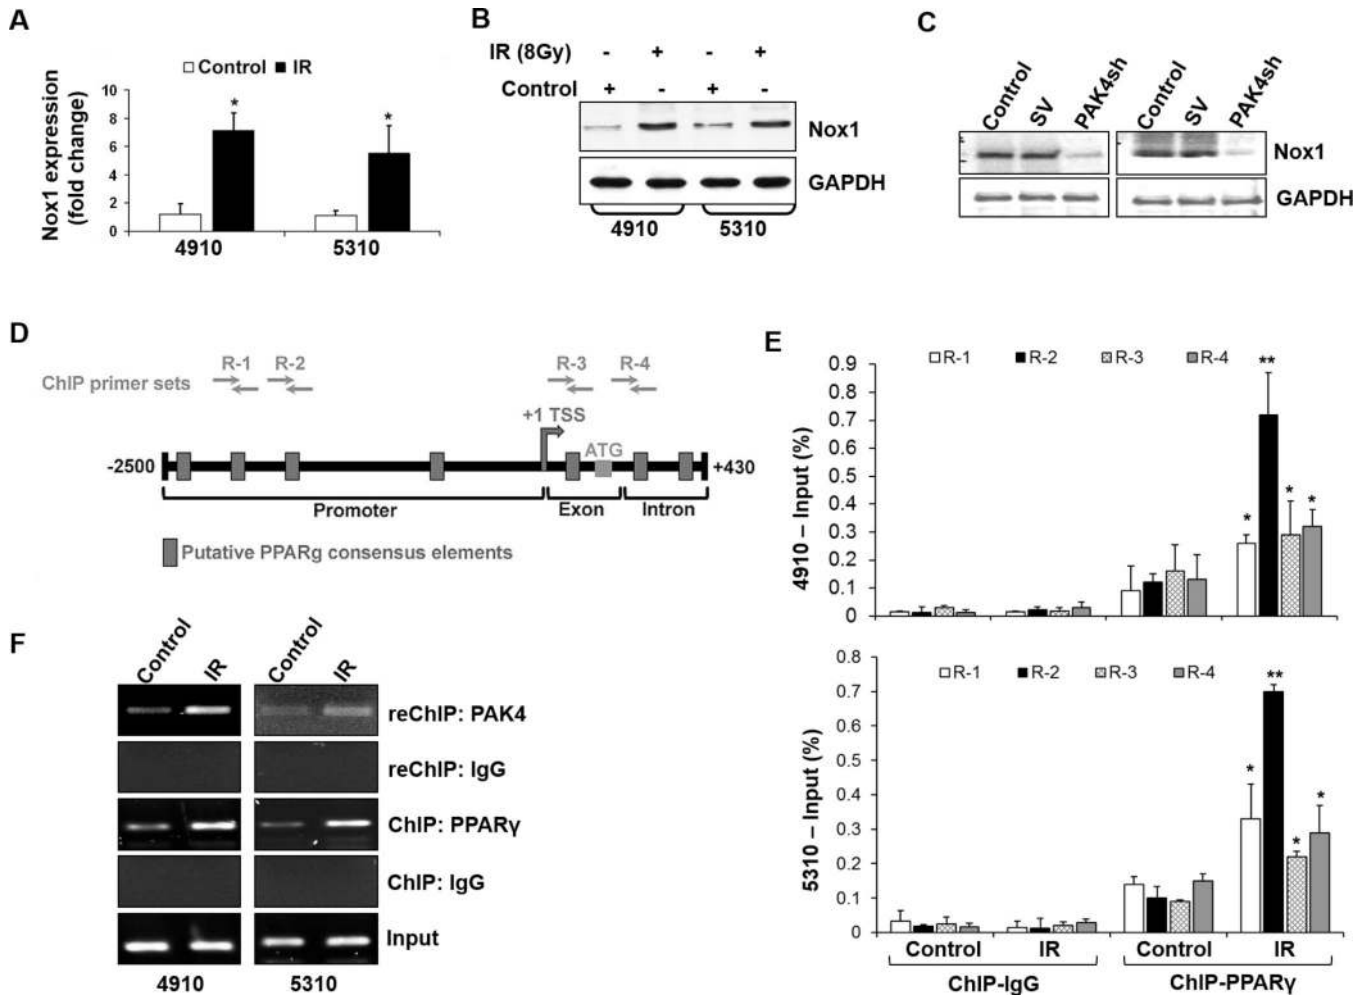 A
Control IR
Nox1 expression
(fold change)
10
8
6
4
2
0
* *
4910 5310
B
IR (8Gy) - + - +
Control + - + -
Nox1
GAPDH
4910 5310
C
Control SV PAK4sh Control SV PAK4sh
Nox1
GAPDH
D
ChIP primer sets R-1 R-2 R-3 R-4
+1 TSS
ATG
-2500 +430
Promoter Exon Intron
Putative PPARg consensus elements
E
R-1 R-2 R-3 R-4
4910 – Input (%)
0.9
0.8
0.7
0.6
0.5
0.4
0.3
0.2
0.1
0
* ** * *
R-1 R-2 R-3 R-4
5310 – Input (%)
0.8
0.7
0.6
0.5
0.4
0.3
0.2
0.1
0
* ** * *
Control IR Control IR
ChIP-IgG ChIP-PPARγ
F
Control IR Control IR
reChIP: PAK4
reChIP: IgG
ChIP: PPARγ
ChIP: IgG
Input
4910 5310